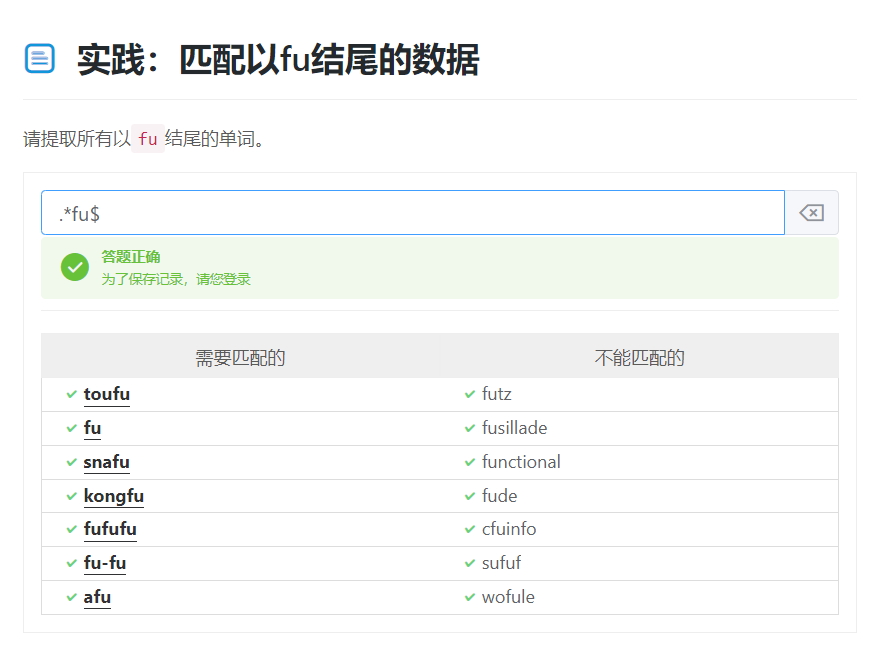 实践：匹配以fu结尾的数据
请提取所有以 fu 结尾的单词。
.*fu$
答题正确
为了保存记录，请您登录
需要匹配的 不能匹配的
toufu futz
fu fusillade
snafu functional
kongfu fude
fufufu cfuinfo
fu-fu sufuf
afu wofule